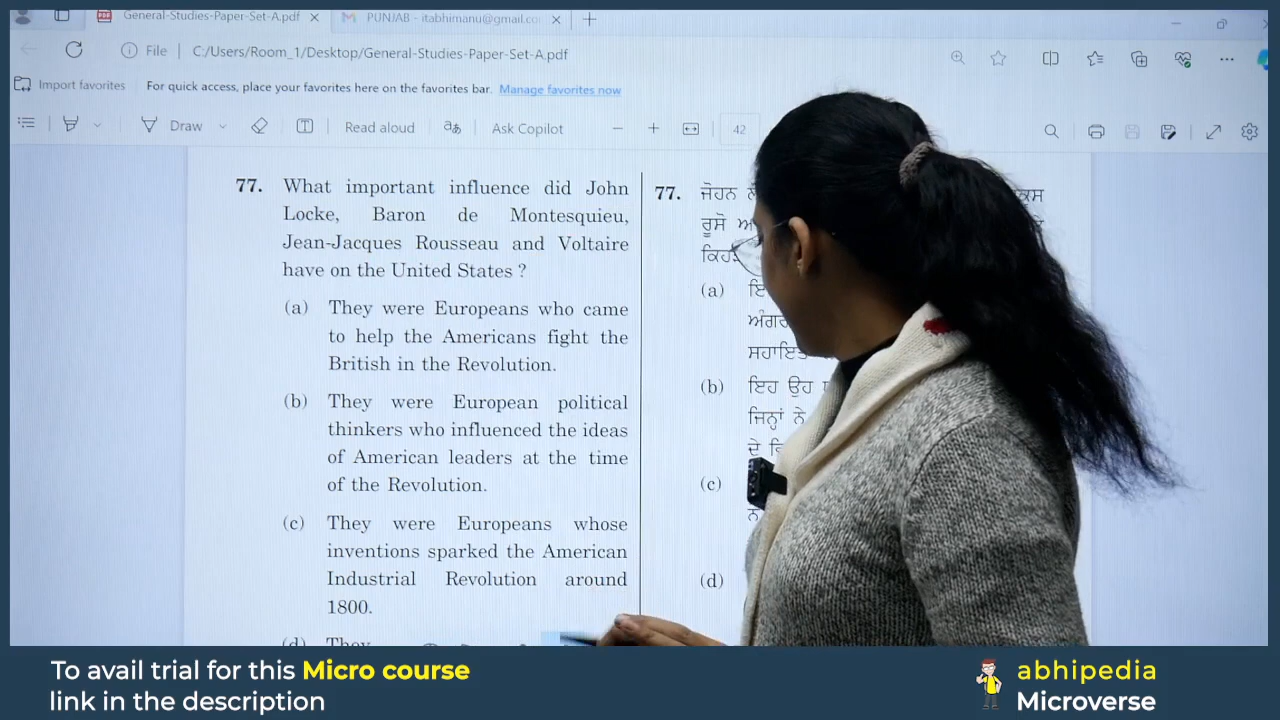 General-Studies-Paper-Set-A.pdf
PUNJAB - itabhimanu@gmail.co
File
C:/Users/Room_1/Desktop/General-Studies-Paper-Set-A.pdf
Import favorites
For quick access, place your favorites here on the favorites bar. Manage favorites now
Draw
Read aloud
Ask Copilot
42
77. What important influence did John
Locke, Baron de Montesquieu,
Jean-Jacques Rousseau and Voltaire
have on the United States ?
(a) They were Europeans who came
to help the Americans fight the
British in the Revolution.
(b) They were European political
thinkers who influenced the ideas
of American leaders at the time
of the Revolution.
(c) They were Europeans whose
inventions sparked the American
Industrial Revolution around
1800.
(d) They
77. ਜੋਹਨ
ਰੂਸੋ
(a)
(b) ਇਹ ਉਹ
ਜਿਨ੍ਹਾਂ ਨੇ
ਦੇ
(c)
(d)
To avail trial for this Micro course
link in the description
abhipedia
Microverse